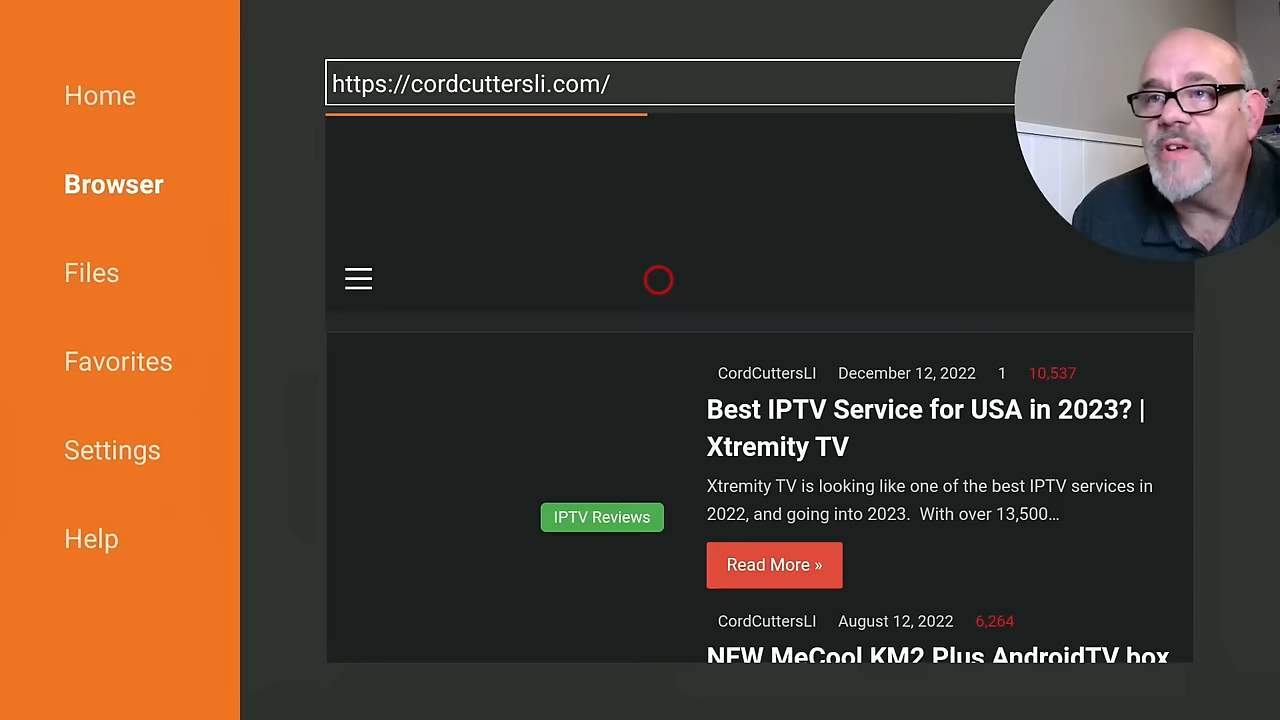 Home
Browser
Files
Favorites
Settings
Help
https://cordcuttersli.com/
CordCuttersLI December 12, 2022 1 10,537
Best IPTV Service for USA in 2023? |
Xtremity TV
Xtremity TV is looking like one of the best IPTV services in
2022, and going into 2023. With over 13,500...
IPTV Reviews
Read More »
CordCuttersLI August 12, 2022 6,264
NEW MeCool KM2 Plus AndroidTV box